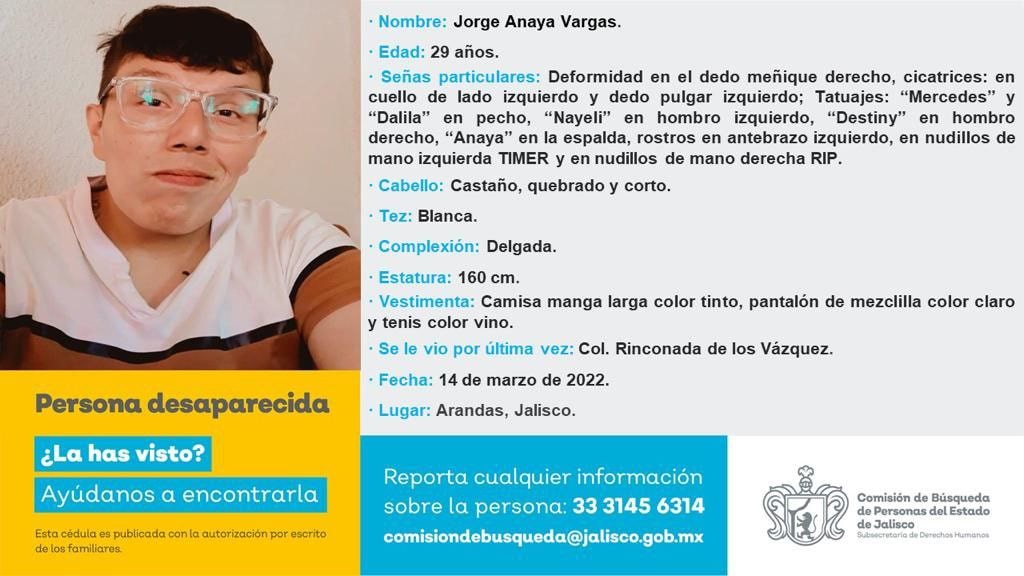 · Nombre: Jorge Anaya Vargas.
· Edad: 29 años.
· Señas particulares: Deformidad en el dedo meñique derecho, cicatrices: en
cuello de lado izquierdo y dedo pulgar izquierdo; Tatuajes: “Mercedes” y
“Dalila” en pecho, “Nayeli” en hombro izquierdo, “Destiny” en hombro
derecho, “Anaya” en la espalda, rostros en antebrazo izquierdo, en nudillos de
mano izquierda TIMER y en nudillos de mano derecha RIP.
· Cabello: Castaño, quebrado y corto.
· Tez: Blanca.
· Complexión: Delgada.
· Estatura: 160 cm.
· Vestimenta: Camisa manga larga color tinto, pantalón de mezclilla color claro
y tenis color vino.
· Se le vio por última vez: Col. Rinconada de los Vázquez.
· Fecha: 14 de marzo de 2022.
· Lugar: Arandas, Jalisco.
Persona desaparecida
¿La has visto?
Ayúdanos a encontrarla
Esta cédula es publicada con la autorización por escrito
de los familiares.
Reporta cualquier información
sobre la persona: 33 3145 6314
comisiondebusqueda@jalisco.gob.mx
Comisión de Búsqueda
de Personas del Estado
de Jalisco
Subsecretaría de Derechos Humanos